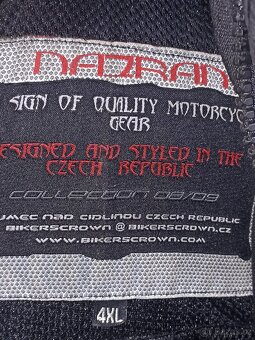 NAZRAN
SIGN OF QUALITY MOTORCYC
GEAR
ESIGNED AND STYLED IN THE
CZECH REPUBLIC
COLLECTION 08/09
UMEC NAD CIDLINOU CZECH REPUBLIC
BIKERSCROWN @BIKERSCROWN.CZ
WWW.BIKERSCROWN.COM
4XL